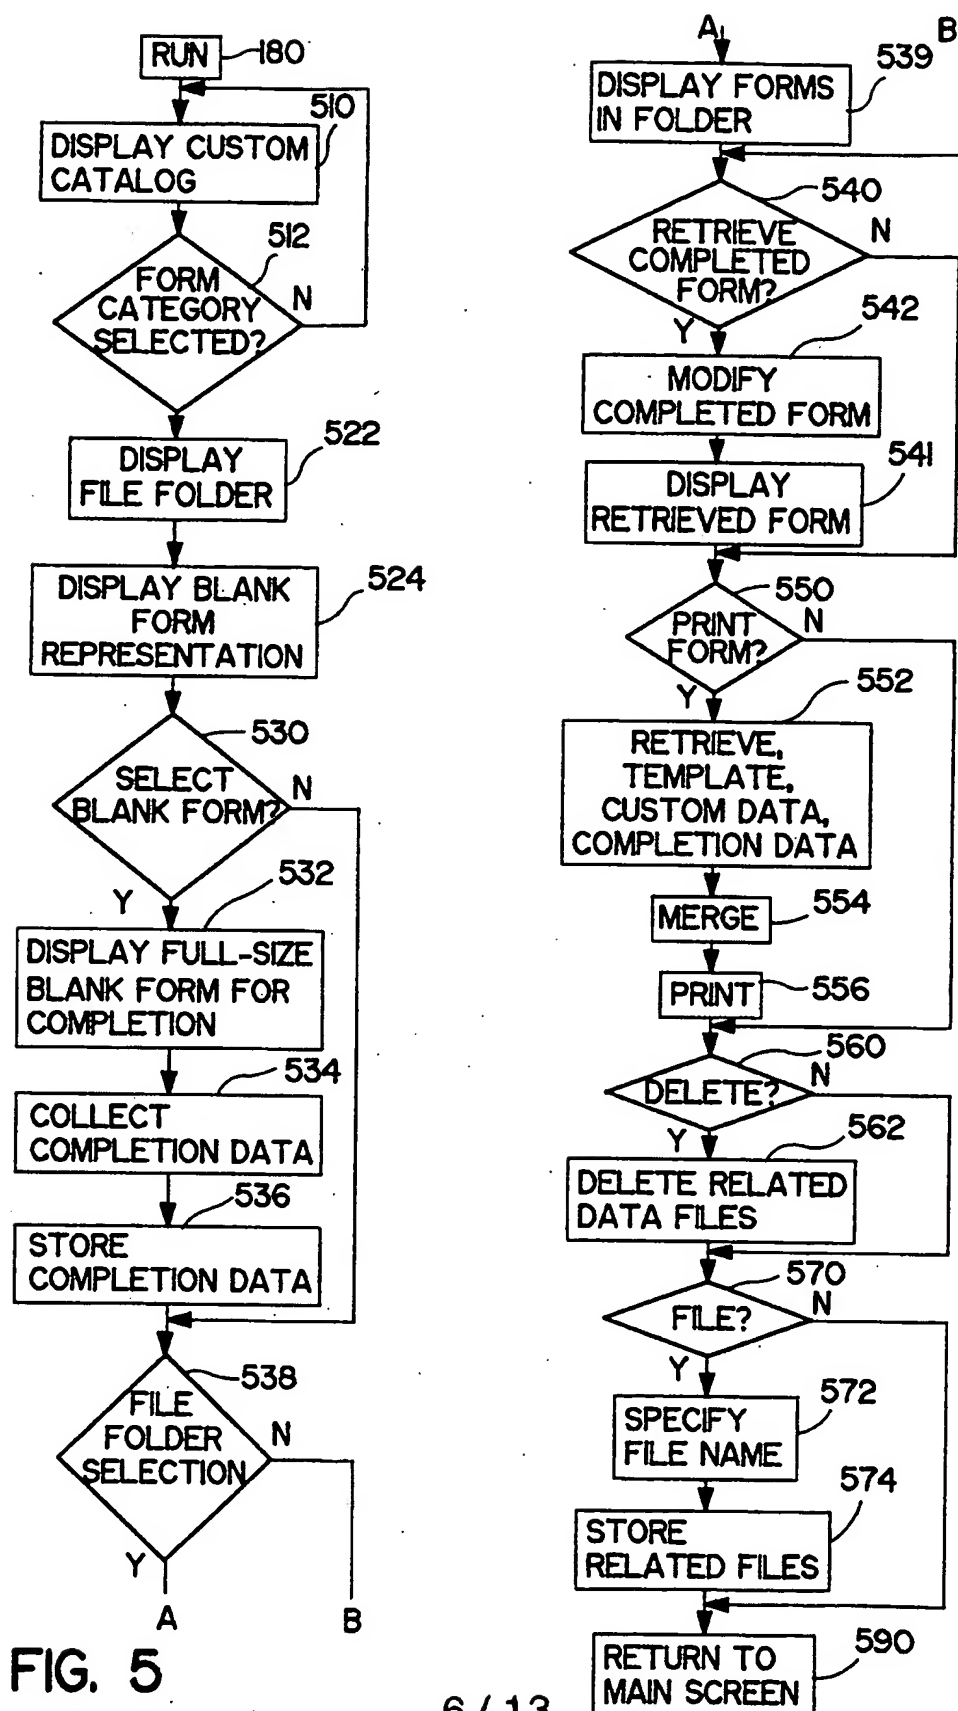 RUN
180
510
DISPLAY CUSTOM
CATALOG
512
FORM
CATEGORY
SELECTED?
N
522
DISPLAY
FILE FOLDER
524
DISPLAY BLANK
FORM
REPRESENTATION
530
SELECT
BLANK FORM?
N
Y
532
DISPLAY FULL-SIZE
BLANK FORM FOR
COMPLETION
534
COLLECT
COMPLETION DATA
536
STORE
COMPLETION DATA
538
FILE
FOLDER
SELECTION
N
Y
A
B
FIG. 5
A
B
539
DISPLAY FORMS
IN FOLDER
540
RETRIEVE
COMPLETED
FORM?
N
Y
542
MODIFY
COMPLETED FORM
541
DISPLAY
RETRIEVED FORM
550
PRINT
FORM?
N
Y
552
RETRIEVE,
TEMPLATE,
CUSTOM DATA,
COMPLETION DATA
MERGE
554
PRINT
556
560
DELETE?
N
Y
562
DELETE RELATED
DATA FILES
570
FILE?
N
Y
572
SPECIFY
FILE NAME
574
STORE
RELATED FILES
590
RETURN TO
MAIN SCREEN
6/13